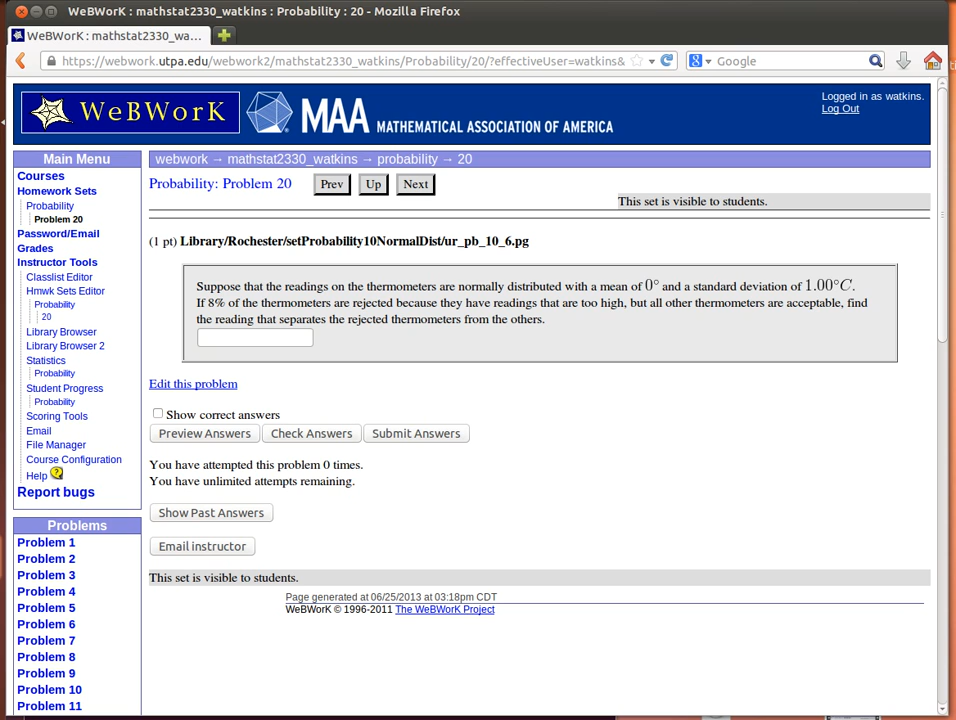 WeBWorK : mathstat2330_watkins : Probability : 20 - Mozilla Firefox
WeBWorK : mathstat2330_wa...
https://webwork.utpa.edu/webwork2/mathstat2330_watkins/Probability/20/?effectiveUser=watkins&
Google
WeBWorK
MAA MATHEMATICAL ASSOCIATION OF AMERICA
Logged in as watkins.
Log Out
Main Menu
Courses
Homework Sets
Probability
Problem 20
Password/Email
Grades
Instructor Tools
Classlist Editor
Hmwk Sets Editor
Probability
20
Library Browser
Library Browser 2
Statistics
Probability
Student Progress
Probability
Scoring Tools
Email
File Manager
Course Configuration
Help ?
Report bugs
Problems
Problem 1
Problem 2
Problem 3
Problem 4
Problem 5
Problem 6
Problem 7
Problem 8
Problem 9
Problem 10
Problem 11
webwork → mathstat2330_watkins → probability → 20
Probability: Problem 20
Prev Up Next
This set is visible to students.
(1 pt) Library/Rochester/setProbability10NormalDist/ur_pb_10_6.pg
Suppose that the readings on the thermometers are normally distributed with a mean of 0° and a standard deviation of 1.00°C.
If 8% of the thermometers are rejected because they have readings that are too high, but all other thermometers are acceptable, find
the reading that separates the rejected thermometers from the others.
Edit this problem
Show correct answers
Preview Answers Check Answers Submit Answers
You have attempted this problem 0 times.
You have unlimited attempts remaining.
Show Past Answers
Email instructor
This set is visible to students.
Page generated at 06/25/2013 at 03:18pm CDT
WeBWorK © 1996-2011 The WeBWorK Project